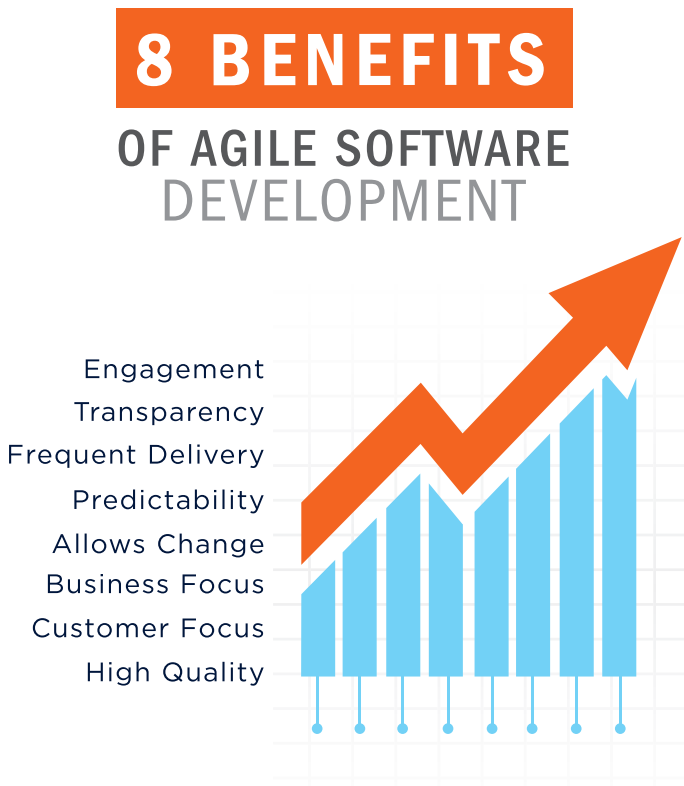 8 BENEFITS
OF AGILE SOFTWARE
DEVELOPMENT
Engagement
Transparency
Frequent Delivery
Predictability
Allows Change
Business Focus
Customer Focus
High Quality